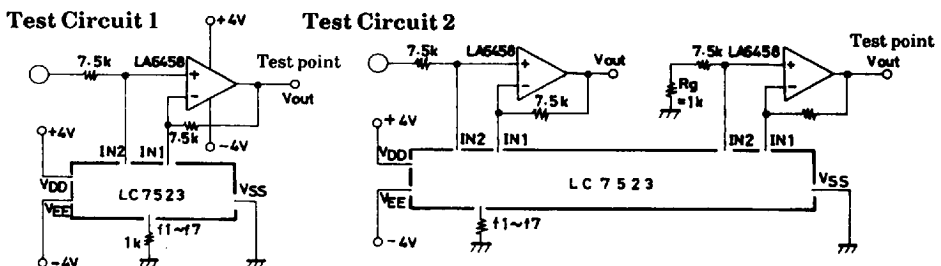 Test Circuit 1
+4V
7.5k
LA6458
+
−
Test point
Vout
7.5k
−4V
+4V
IN2
IN1
VDD
VEE
LC7523
VSS
f1~f7
1k
−4V
Test Circuit 2
7.5k
LA6458
+
−
Vout
7.5k
7.5k
LA6458
+
−
Test point
Vout
Rg
=1k
+4V
IN2
IN1
IN2
IN1
VDD
VEE
LC7523
VSS
f1~f7
−4V